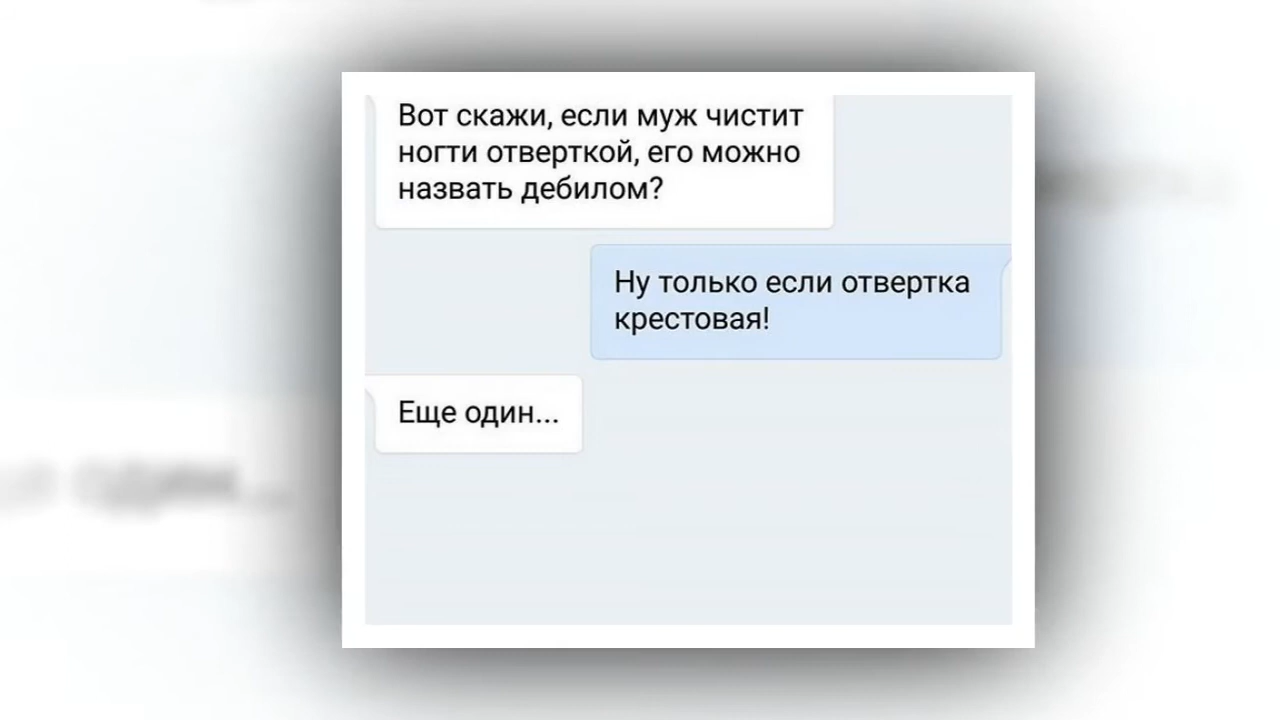 Вот скажи, если муж чистит
ногти отверткой, его можно
назвать дебилом?
Ну только если отвертка
крестовая!
Еще один...